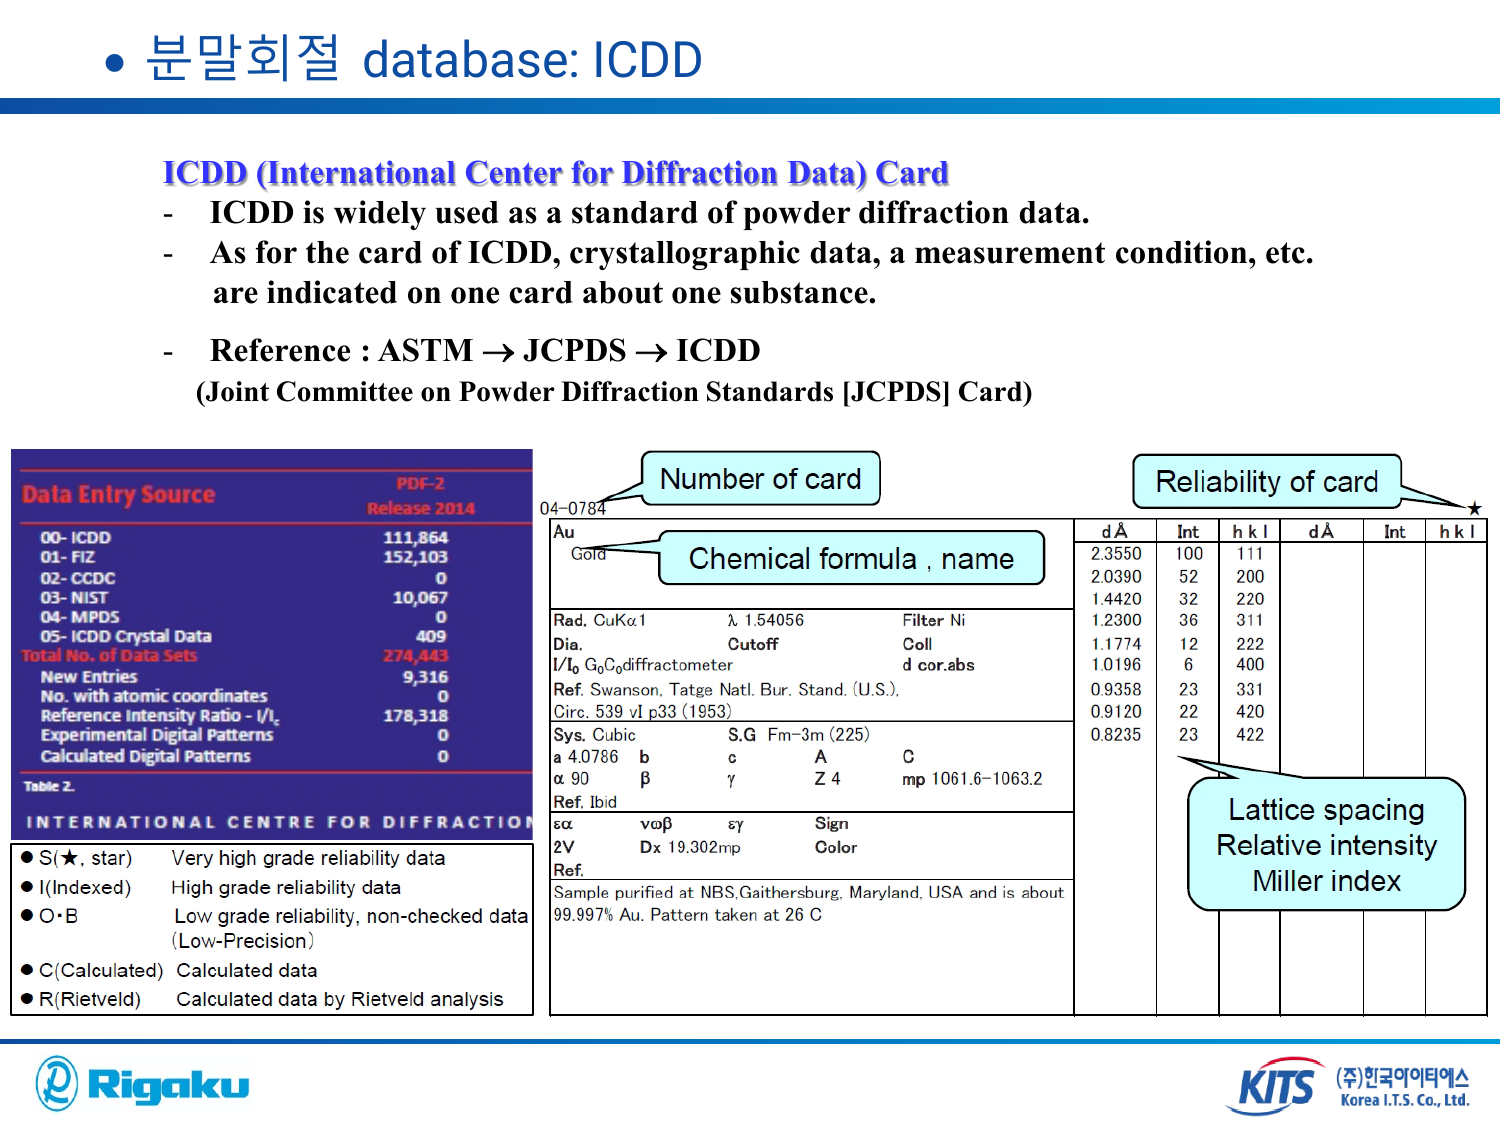 • 분말회절 database: ICDD
ICDD (International Center for Diffraction Data) Card
- ICDD is widely used as a standard of powder diffraction data.
- As for the card of ICDD, crystallographic data, a measurement condition, etc.
are indicated on one card about one substance.
- Reference : ASTM → JCPDS → ICDD
(Joint Committee on Powder Diffraction Standards [JCPDS] Card)
Data Entry Source PDF-2 Release 2014
00- ICDD 111,864
01- FIZ 152,103
02- CCDC 0
03- NIST 10,067
04- MPDS 0
05- ICDD Crystal Data 409
Total No. of Data Sets 274,443
New Entries 9,316
No. with atomic coordinates 0
Reference Intensity Ratio - I/Ic 178,318
Experimental Digital Patterns 0
Calculated Digital Patterns 0
Table 2.
INTERNATIONAL CENTRE FOR DIFFRACTION
● S(★, star) Very high grade reliability data
● I(Indexed) High grade reliability data
● O・B Low grade reliability, non-checked data
(Low-Precision)
● C(Calculated) Calculated data
● R(Rietveld) Calculated data by Rietveld analysis
Number of card
Reliability of card
04-0784 ★
Au
Gold
Chemical formula , name
Rad. CuKα1 λ 1.54056 Filter Ni
Dia. Cutoff Coll
I/I0 G0C0diffractometer d cor.abs
Ref. Swanson, Tatge Natl. Bur. Stand. (U.S.),
Circ. 539 vI p33 (1953)
Sys. Cubic S.G Fm-3m (225)
a 4.0786 b c A C
α 90 β γ Z 4 mp 1061.6-1063.2
Ref. Ibid
εα νωβ εγ Sign
2V Dx 19.302mp Color
Ref.
Sample purified at NBS,Gaithersburg, Maryland, USA and is about
99.997% Au. Pattern taken at 26 C
dÅ Int h k l dÅ Int h k l
2.3550 100 111
2.0390 52 200
1.4420 32 220
1.2300 36 311
1.1774 12 222
1.0196 6 400
0.9358 23 331
0.9120 22 420
0.8235 23 422
Lattice spacing
Relative intensity
Miller index
Rigaku
KITS (주)한국아이티에스
Korea I.T.S. Co., Ltd.